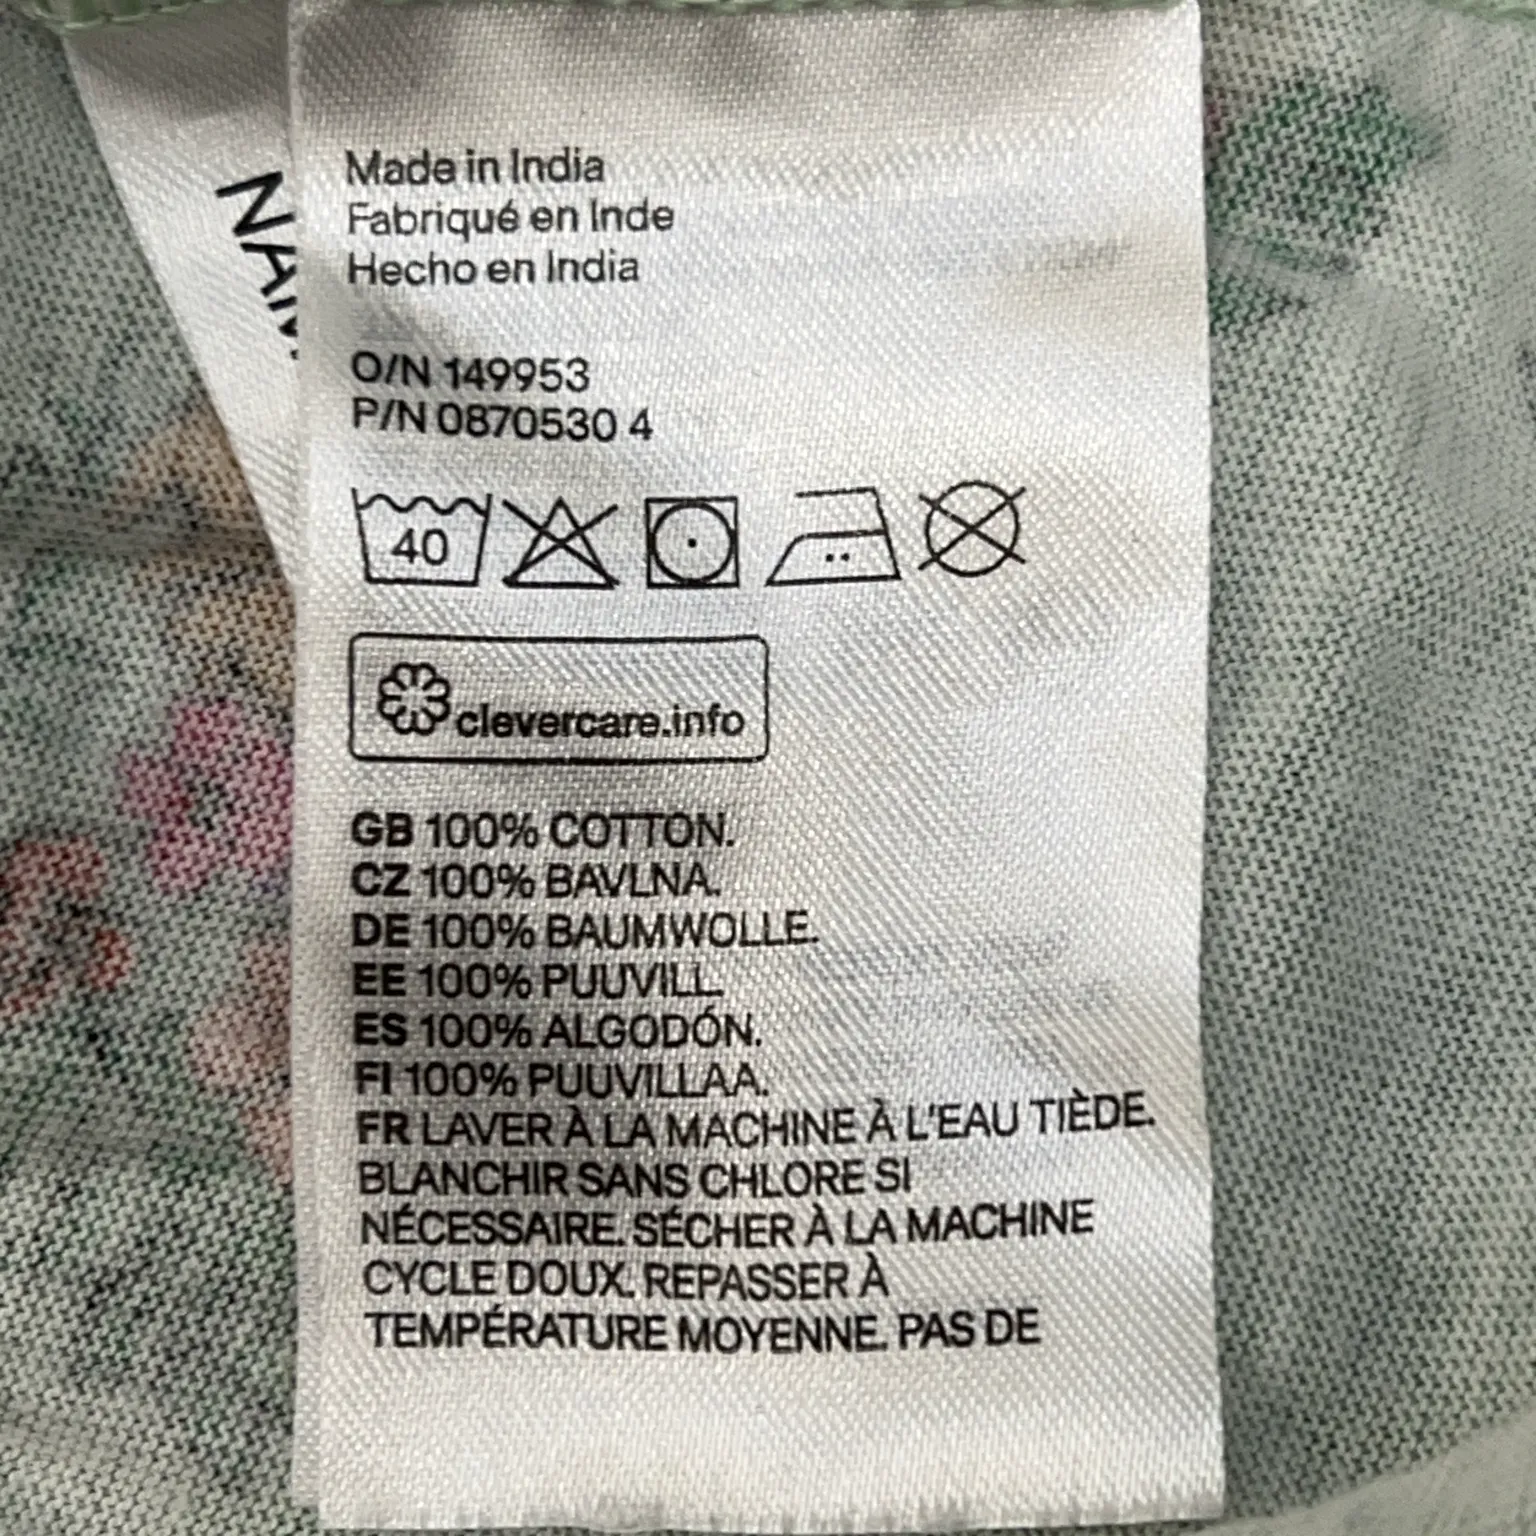 Made in India
Fabriqué en Inde
Hecho en India
O/N 149953
P/N 0870530 4
40
clevercare.info
GB 100% COTTON.
CZ 100% BAVLNA.
DE 100% BAUMWOLLE.
EE 100% PUUVILL.
ES 100% ALGODÓN.
FI 100% PUUVILLAA.
FR LAVER À LA MACHINE À L'EAU TIÈDE.
BLANCHIR SANS CHLORE SI
NÉCESSAIRE. SÉCHER À LA MACHINE
CYCLE DOUX. REPASSER À
TEMPÉRATURE MOYENNE. PAS DE